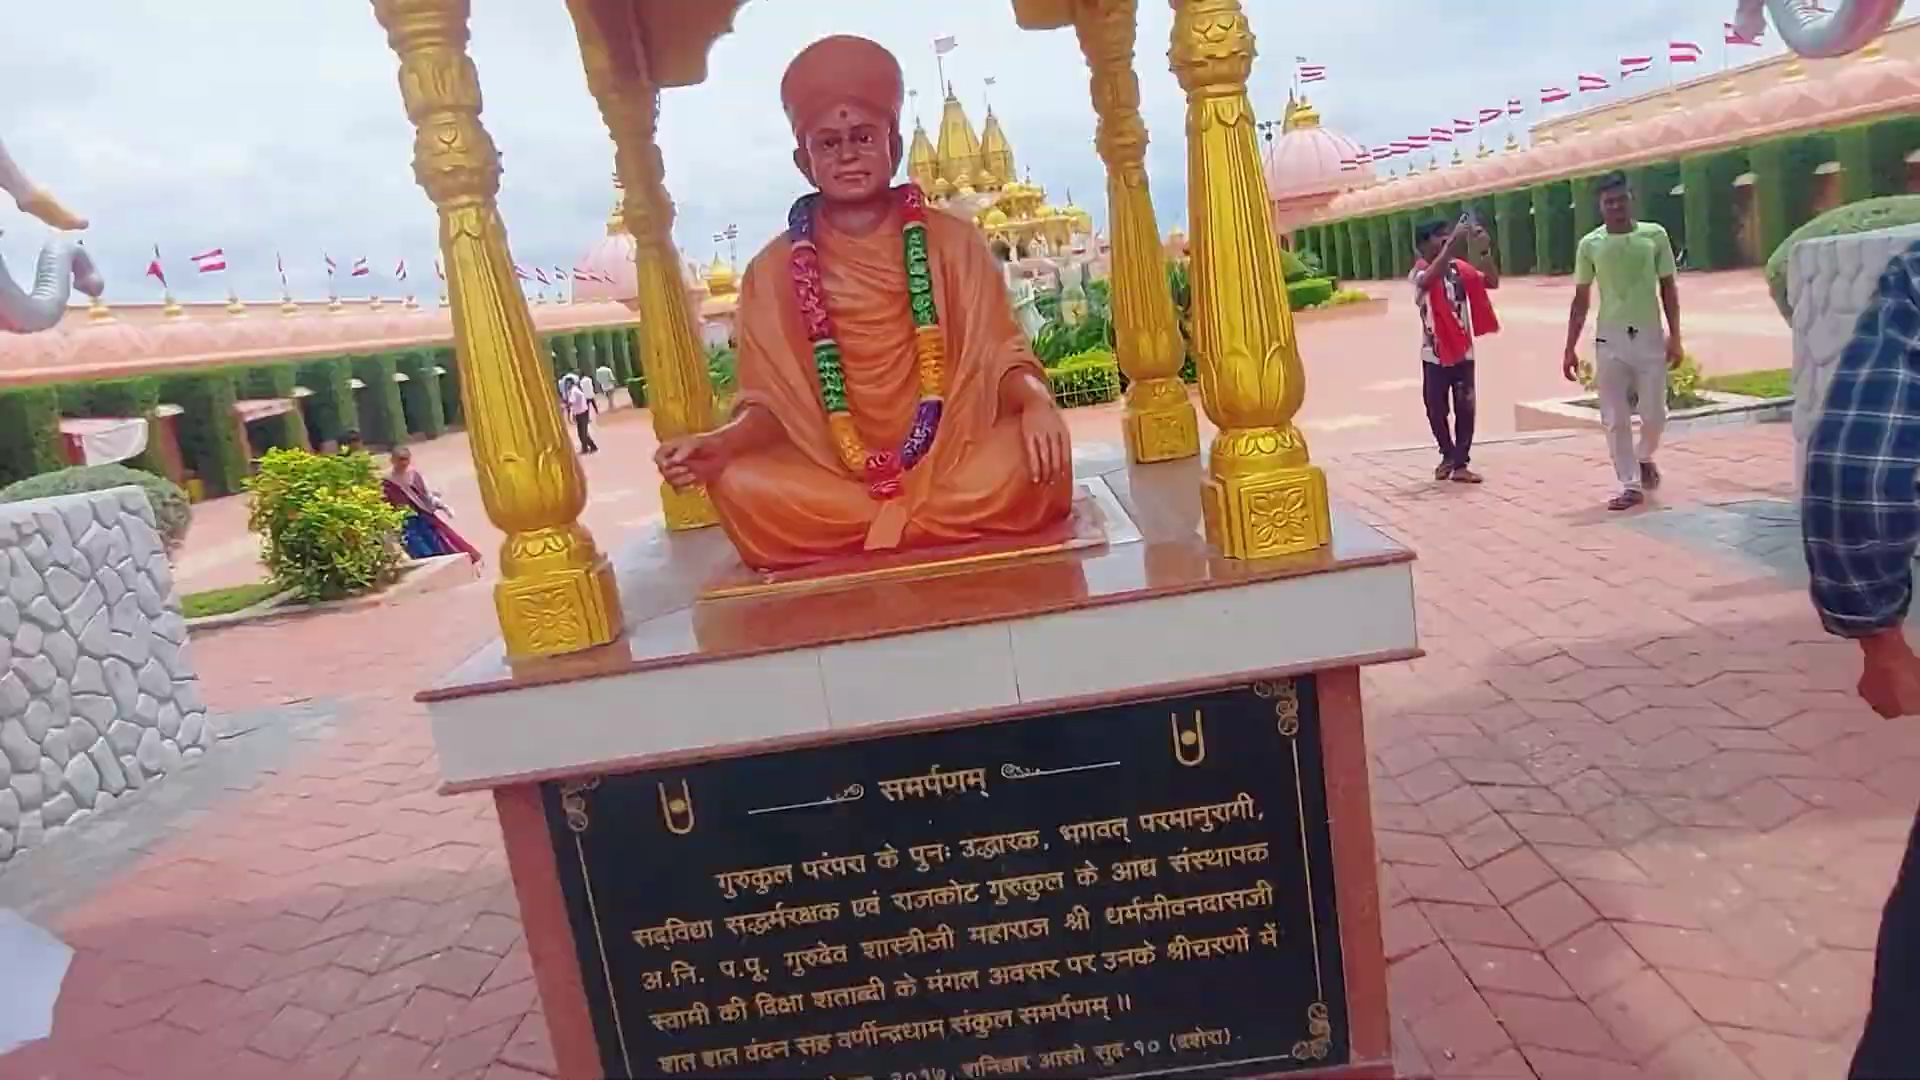 समर्पणम्
गुरुकुल परंपरा के पुनः उद्धारक, भगवत् परमानुरागी,
सद्विद्या सद्धर्मरक्षक एवं राजकोट गुरुकुल के आद्य संस्थापक
अ.नि. प.पू. गुरुदेव शास्त्रीजी महाराज श्री धर्मजीवनदासजी
स्वामी की दिक्षा शताब्दी के मंगल अवसर पर उनके श्रीचरणों में
शत शत वंदन सह वर्णीन्द्रधाम संकुल समर्पणम् ॥
२०१७, शनिवार आसो सुद-१० (दशेरा).